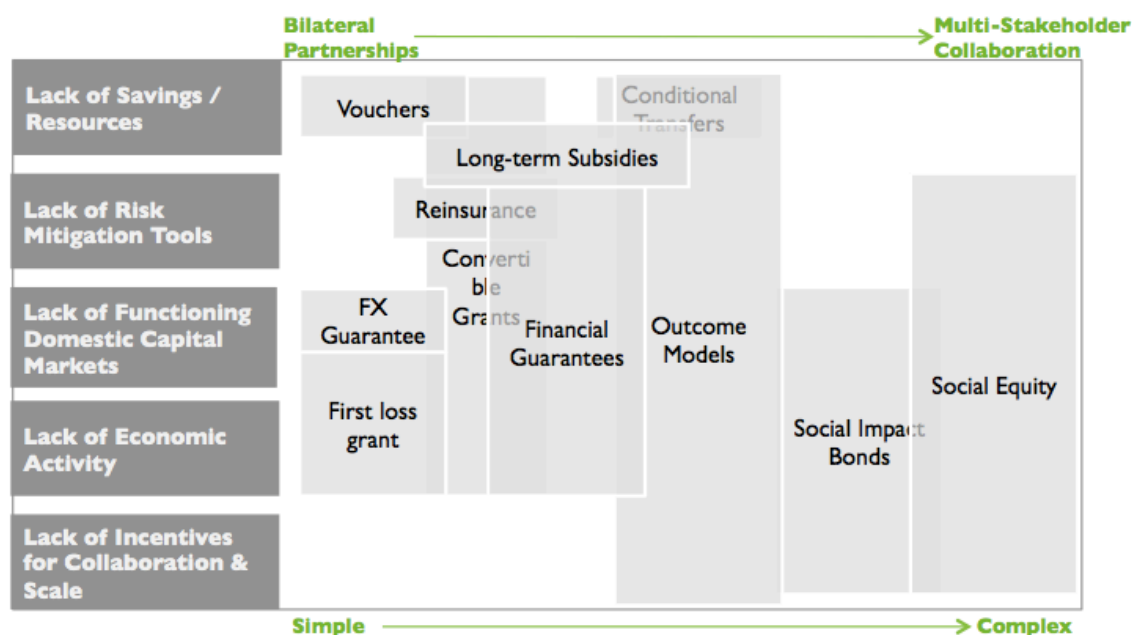 Bilateral
Partnerships
Multi-Stakeholder
Collaboration
Lack of Savings /
Resources
Vouchers
Conditional
Transfers
Long-term Subsidies
Lack of Risk
Mitigation Tools
Reinsurance
Converti
ble
Grants
Lack of Functioning
Domestic Capital
Markets
FX
Guarantee
Financial
Guarantees
Outcome
Models
Social Equity
First loss
grant
Lack of Economic
Activity
Social Impact
Bonds
Lack of Incentives
for Collaboration &
Scale
Simple
Complex